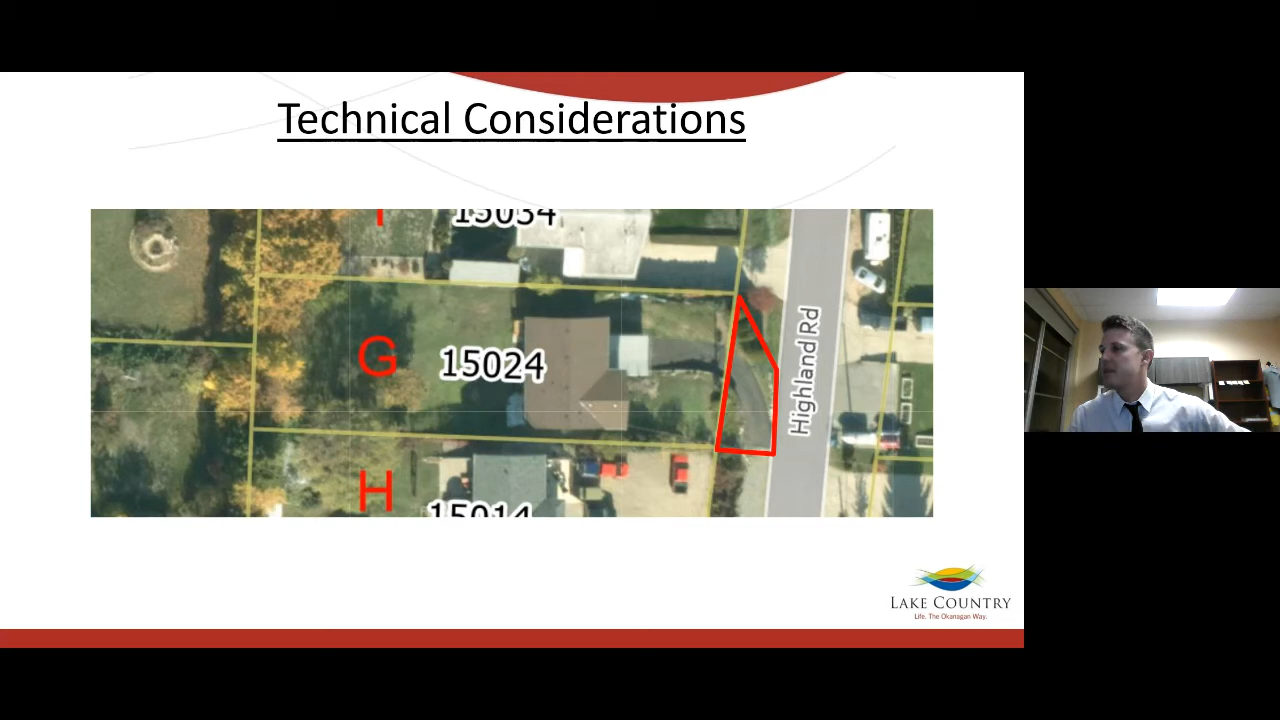 Technical Considerations
15034
G
15024
Highland Rd
H
15014
LAKE COUNTRY
Life. The Okanagan Way.